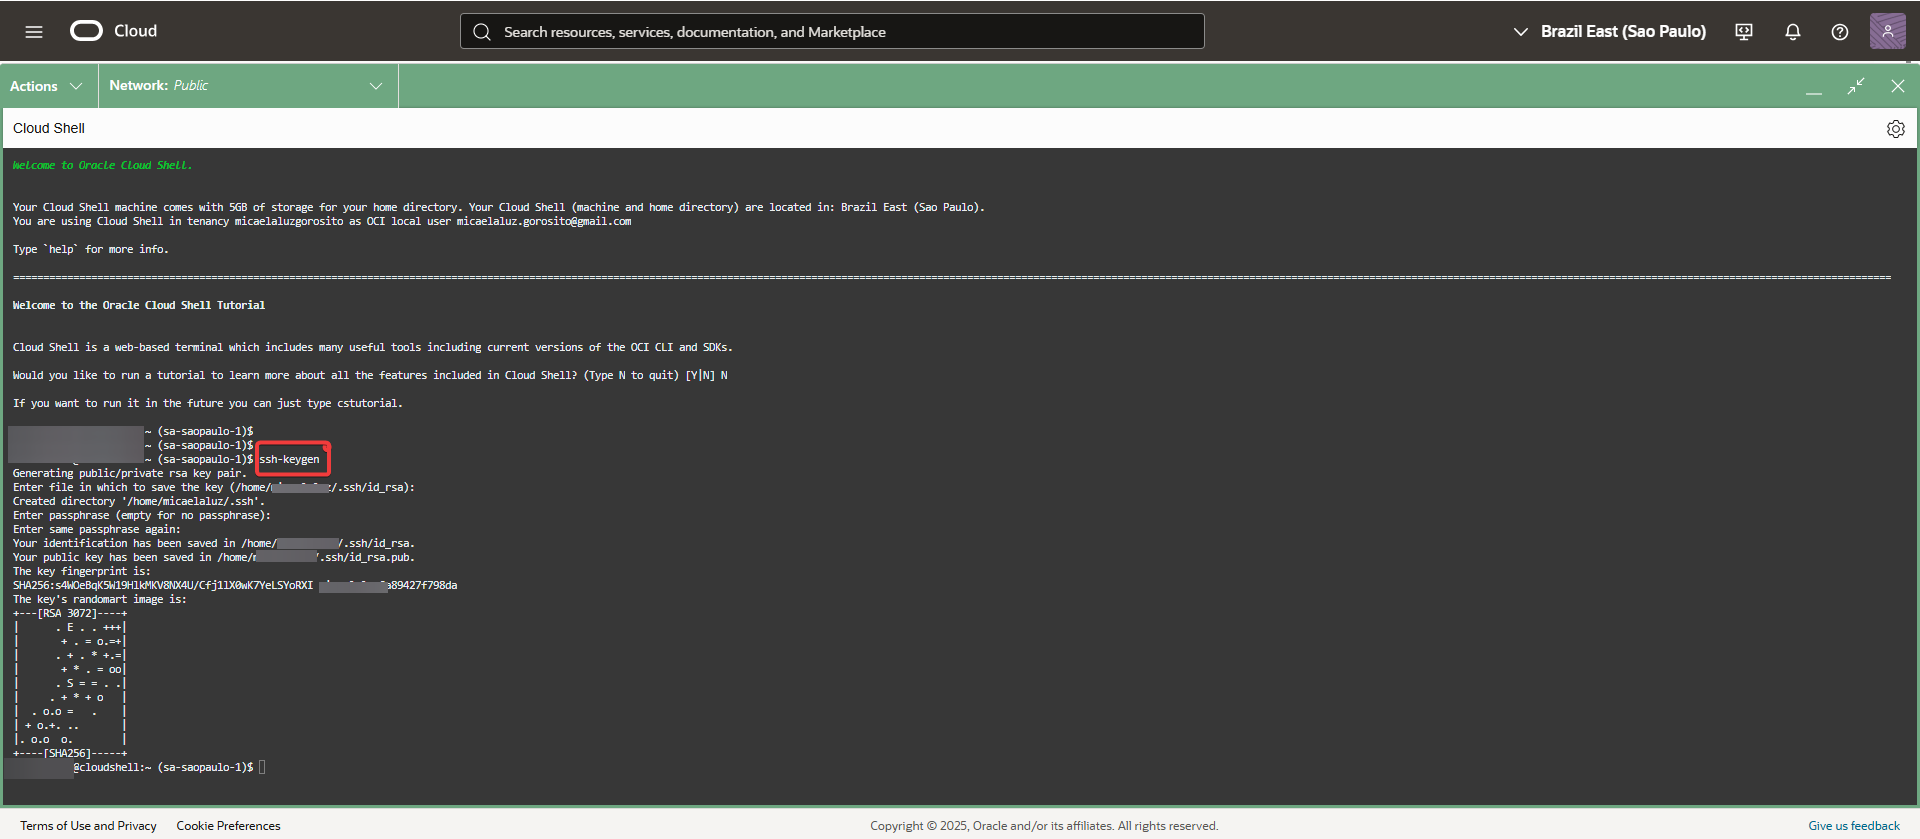 Cloud
Search resources, services, documentation, and Marketplace
Brazil East (Sao Paulo)
Actions
Network: Public
Cloud Shell
Welcome to Oracle Cloud Shell.
Your Cloud Shell machine comes with 5GB of storage for your home directory. Your Cloud Shell (machine and home directory) are located in: Brazil East (Sao Paulo).
You are using Cloud Shell in tenancy micaelaluzgorosito as OCI local user micaelaluz.gorosito@gmail.com
Type `help` for more info.
================================================================================
Welcome to the Oracle Cloud Shell Tutorial
Cloud Shell is a web-based terminal which includes many useful tools including current versions of the OCI CLI and SDKs.
Would you like to run a tutorial to learn more about all the features included in Cloud Shell? (Type N to quit) [Y|N] N
If you want to run it in the future you can just type cstutorial.
~ (sa-saopaulo-1)$
~ (sa-saopaulo-1)$
~ (sa-saopaulo-1)$ ssh-keygen
Generating public/private rsa key pair.
Enter file in which to save the key (/home/ /.ssh/id_rsa):
Created directory '/home/micaelaluz/.ssh'.
Enter passphrase (empty for no passphrase):
Enter same passphrase again:
Your identification has been saved in /home/ /.ssh/id_rsa.
Your public key has been saved in /home/ /.ssh/id_rsa.pub.
The key fingerprint is:
SHA256:s4WOeBqK5W19HlkMKV8NX4U/Cfj1lX0wK7YeLSYoRXI a89427f798da
The key's randomart image is:
+---[RSA 3072]----+
|      . E . . +++|
|       + . = o.=+|
|      . + . * +.=|
|       + * . = oo|
|      . S = = . .|
|     . + * + o   |
|  . o.o =   .    |
| + o.+. ..       |
|. o.o  o.        |
+----[SHA256]-----+
@cloudshell:~ (sa-saopaulo-1)$
Terms of Use and Privacy
Cookie Preferences
Copyright © 2025, Oracle and/or its affiliates. All rights reserved.
Give us feedback